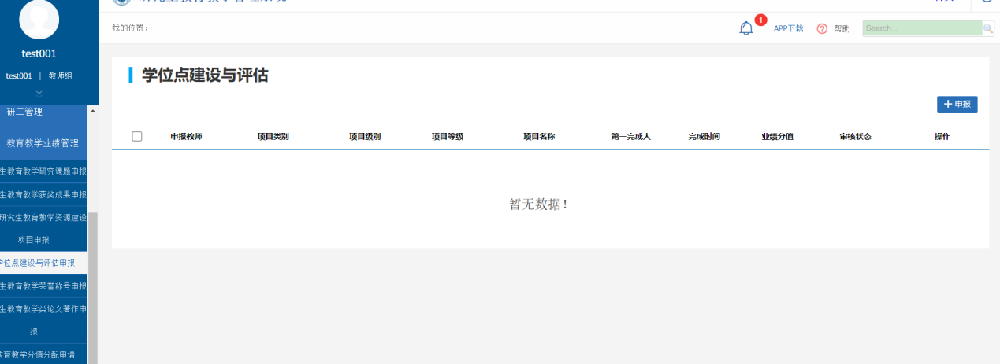 首页
我的位置：
1
APP下载
帮助
Search...
test001
test001 | 教师组
研工管理
教育教学业绩管理
生教育教学研究课题申报
生教育教学获奖成果申报
研究生教育教学资源建设
项目申报
学位点建设与评估申报
生教育教学荣誉称号申报
生教育教学类论文著作申
报
教育教学分值分配申请
学位点建设与评估
+ 申报
申报教师 项目类别 项目级别 项目等级 项目名称 第一完成人 完成时间 业绩分值 审核状态 操作
暂无数据！